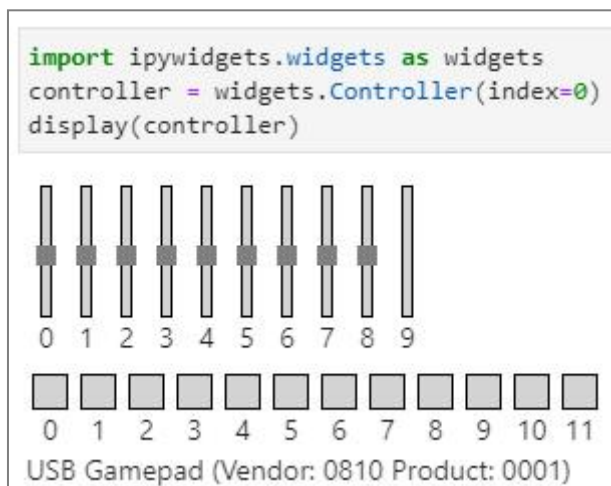 import ipywidgets.widgets as widgets
controller = widgets.Controller(index=0)
display(controller)
0 1 2 3 4 5 6 7 8 9
0 1 2 3 4 5 6 7 8 9 10 11
USB Gamepad (Vendor: 0810 Product: 0001)